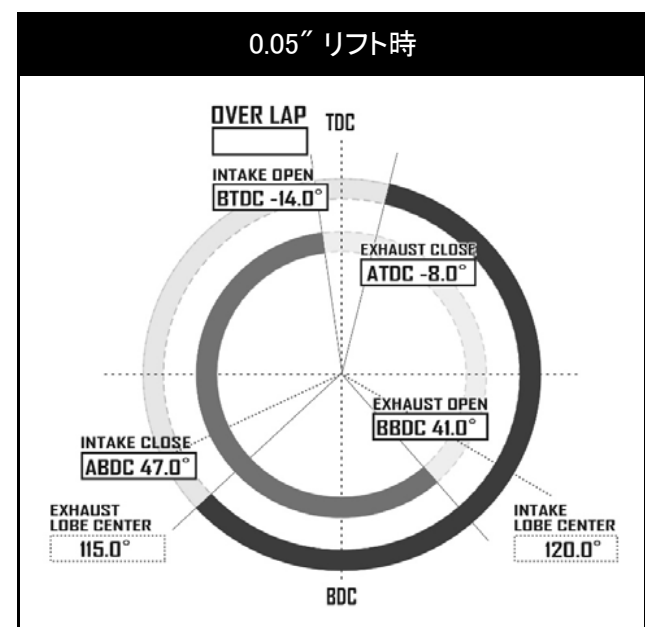 0.05″ リフト時
OVER LAP
TDC
INTAKE OPEN
BTDC -14.0°
EXHAUST CLOSE
ATDC -8.0°
EXHAUST OPEN
BBDC 41.0°
INTAKE CLOSE
ABDC 47.0°
EXHAUST
LOBE CENTER
115.0°
INTAKE
LOBE CENTER
120.0°
BDC